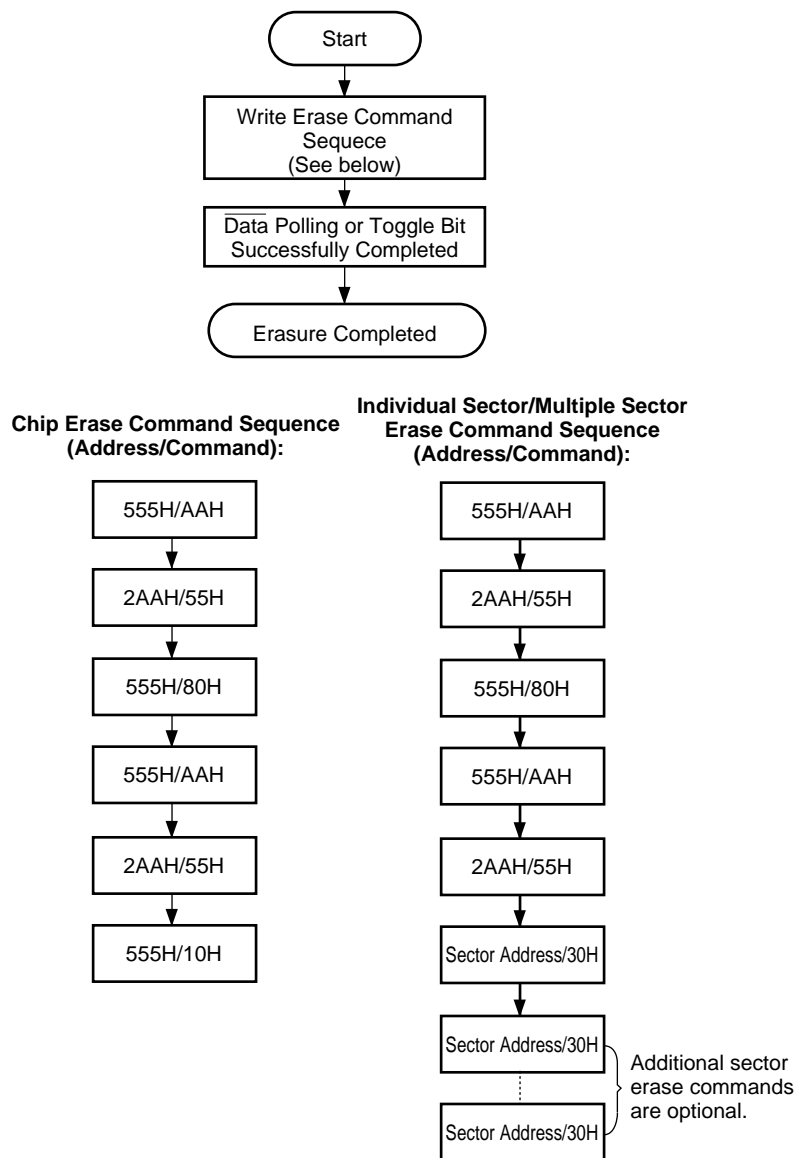 Start
Write Erase Command
Sequece
(See below)
Data Polling or Toggle Bit
Successfully Completed
Erasure Completed
Chip Erase Command Sequence
(Address/Command):
555H/AAH
2AAH/55H
555H/80H
555H/AAH
2AAH/55H
555H/10H
Individual Sector/Multiple Sector
Erase Command Sequence
(Address/Command):
555H/AAH
2AAH/55H
555H/80H
555H/AAH
2AAH/55H
Sector Address/30H
Sector Address/30H
Sector Address/30H
Additional sector
erase commands
are optional.